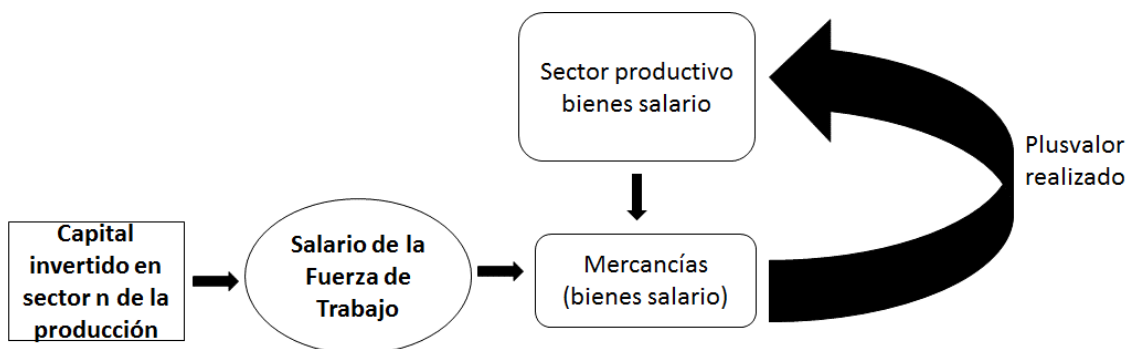 Sector productivo
bienes salario
Plusvalor
realizado
Capital
invertido en
sector n de la
producción
Salario de la
Fuerza de
Trabajo
Mercancías
(bienes salario)